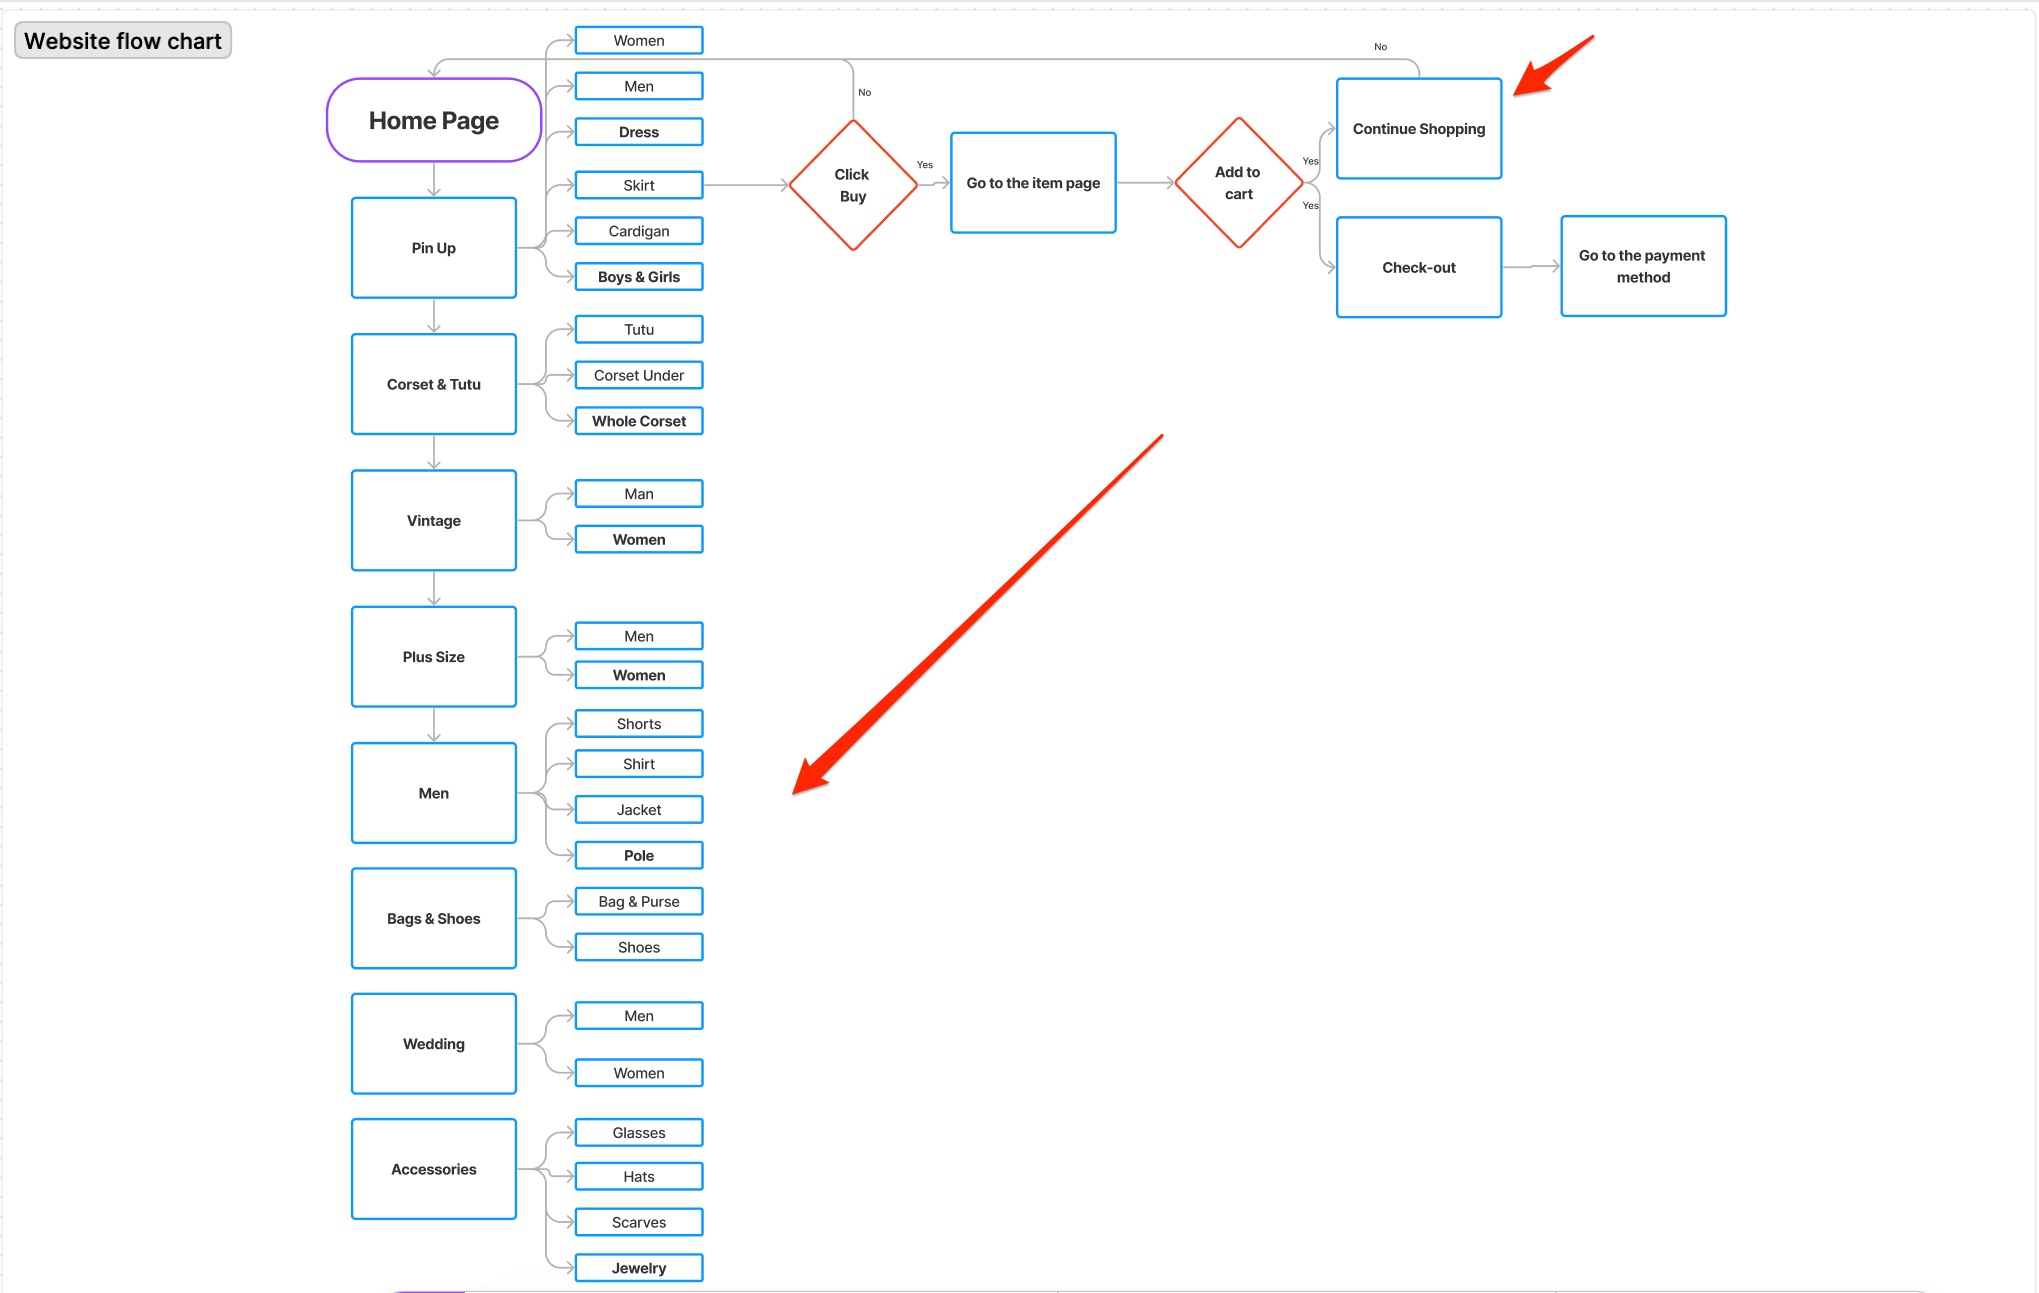 Website flow chart
Home Page
Women
Men
Dress
Skirt
Cardigan
Boys & Girls
Pin Up
No
Click
Buy
Yes
Go to the item page
Add to
cart
Yes
Yes
No
Continue Shopping
Check-out
Go to the payment
method
Corset & Tutu
Tutu
Corset Under
Whole Corset
Vintage
Man
Women
Plus Size
Men
Women
Men
Shorts
Shirt
Jacket
Pole
Bags & Shoes
Bag & Purse
Shoes
Wedding
Men
Women
Accessories
Glasses
Hats
Scarves
Jewelry